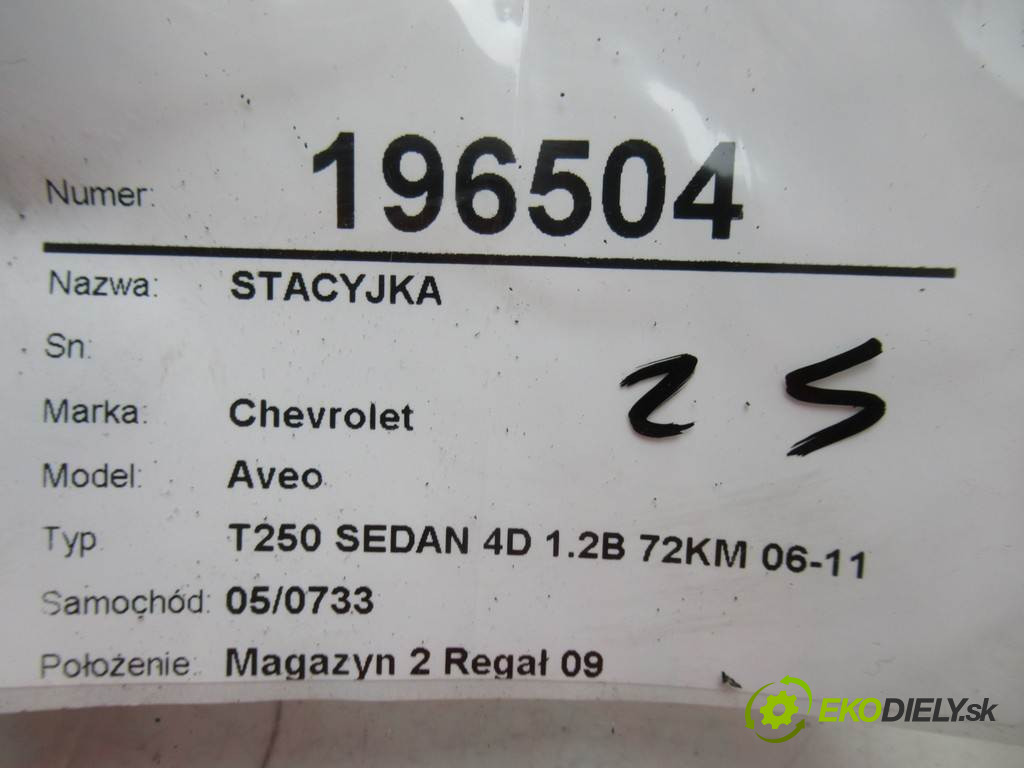 Numer: 196504
Nazwa: STACYJKA
Sn:
25
Marka: Chevrolet
Model: Aveo
Typ T250 SEDAN 4D 1.2B 72KM 06-11
Samochód: 05/0733
Położenie: Magazyn 2 Regał 09
EKODIELY.sk